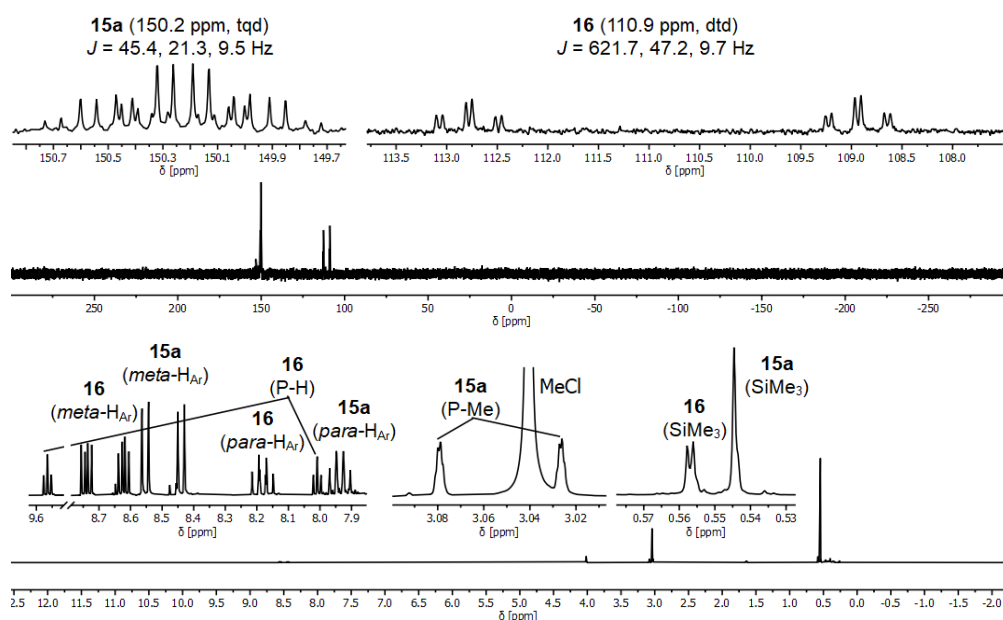 15a (150.2 ppm, tqd)
J = 45.4, 21.3, 9.5 Hz
16 (110.9 ppm, dtd)
J = 621.7, 47.2, 9.7 Hz
150.7 150.5 150.3 150.1 149.9 149.7
δ [ppm]
113.5 113.0 112.5 112.0 111.5 111.0 110.5 110.0 109.5 109.0 108.5 108.0
δ [ppm]
250 200 150 100 50 0 -50 -100 -150 -200 -250
δ [ppm]
16
(meta-HAr)
15a
(meta-HAr)
16
(P-H)
16
(para-HAr)
15a
(para-HAr)
15a
(P-Me)
MeCl
16
(SiMe3)
15a
(SiMe3)
9.6 8.7 8.6 8.5 8.4 8.2 8.1 8.0 7.9
δ [ppm]
3.08 3.06 3.04 3.02
δ [ppm]
0.57 0.56 0.55 0.54 0.53
δ [ppm]
2.5 12.0 11.5 11.0 10.5 10.0 9.5 9.0 8.5 8.0 7.5 7.0 6.5 6.0 5.5 5.0 4.5 4.0 3.5 3.0 2.5 2.0 1.5 1.0 0.5 0.0 -0.5 -1.0 -1.5 -2.0
δ [ppm]